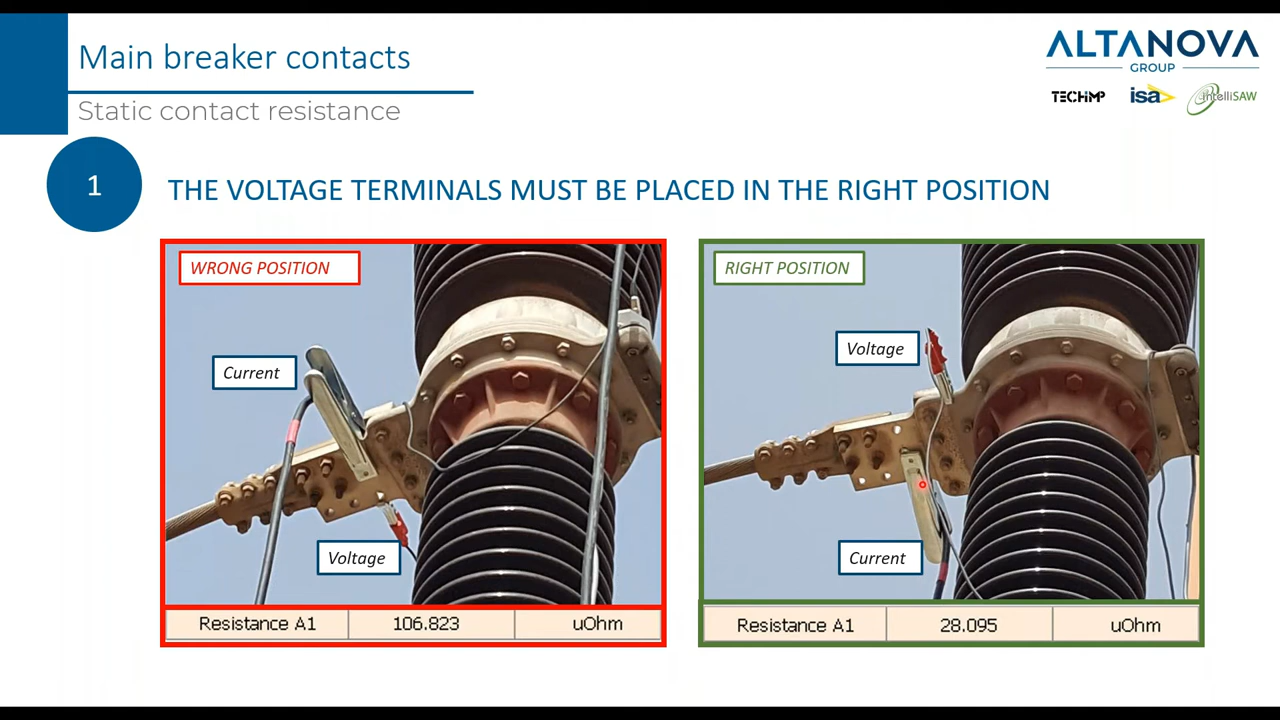 Main breaker contacts
Static contact resistance
ALTANOVA
GROUP
TECHIMP
isa
intelliSAW
1
THE VOLTAGE TERMINALS MUST BE PLACED IN THE RIGHT POSITION
WRONG POSITION
Current
Voltage
Resistance A1 106.823 uOhm
RIGHT POSITION
Voltage
Current
Resistance A1 28.095 uOhm